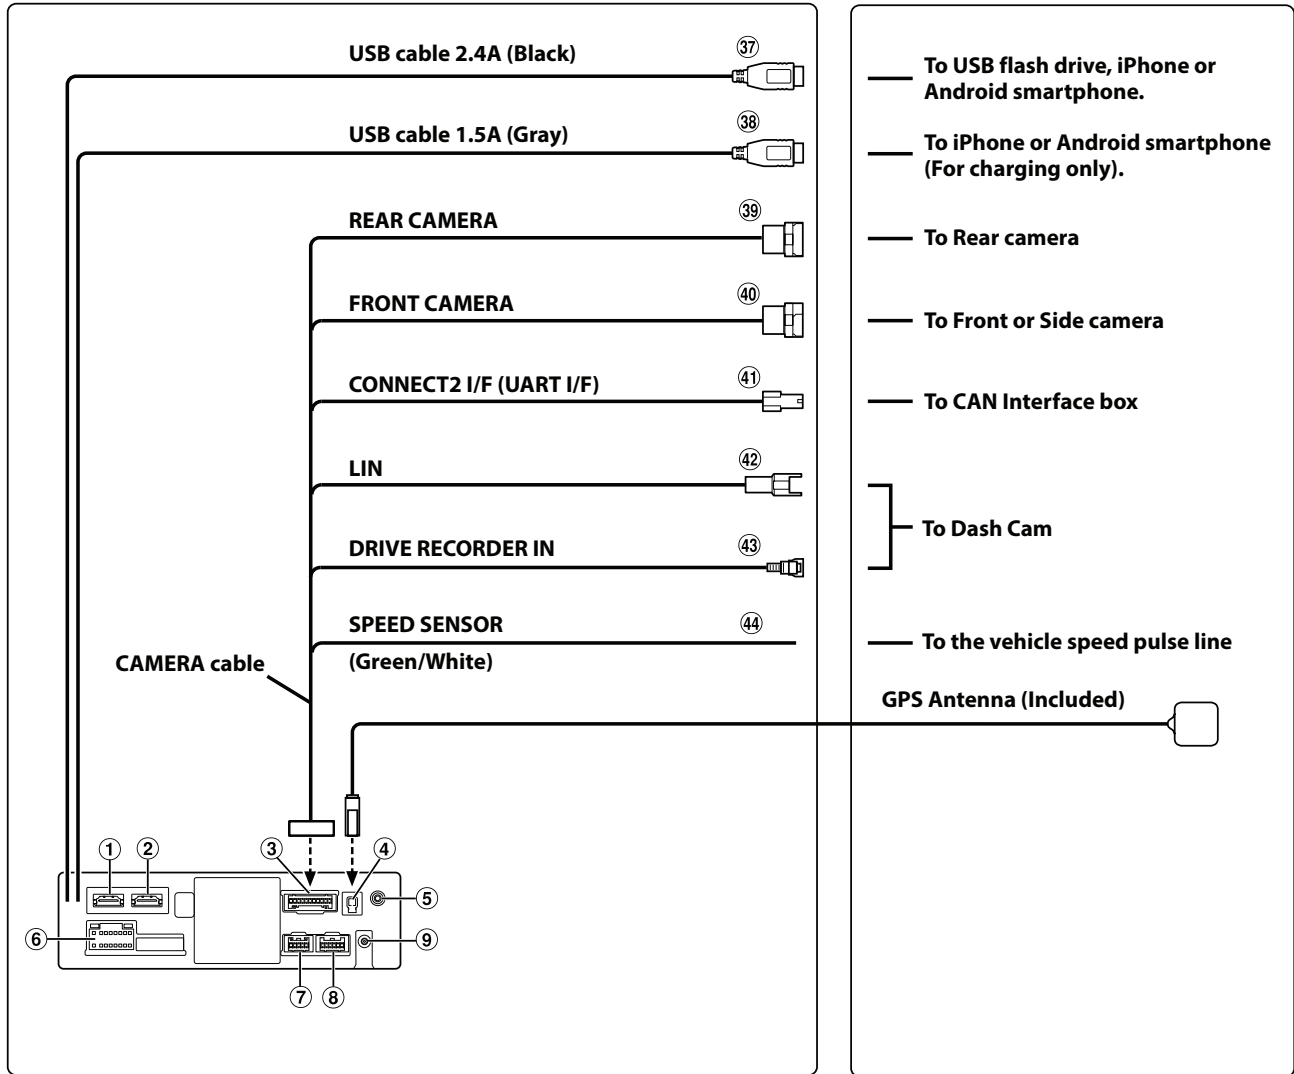 USB cable 2.4A (Black)
㊲
To USB flash drive, iPhone or
Android smartphone.
USB cable 1.5A (Gray)
㊳
To iPhone or Android smartphone
(For charging only).
REAR CAMERA
㊴
To Rear camera
FRONT CAMERA
㊵
To Front or Side camera
CONNECT2 I/F (UART I/F)
㊶
To CAN Interface box
LIN
㊷
To Dash Cam
DRIVE RECORDER IN
㊸
SPEED SENSOR
(Green/White)
㊹
To the vehicle speed pulse line
CAMERA cable
GPS Antenna (Included)
①
②
③
④
⑤
⑥
⑨
⑦
⑧